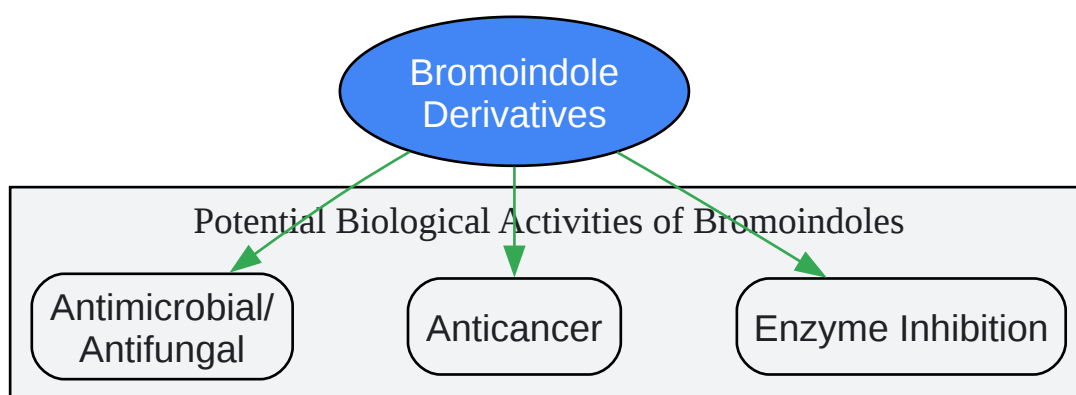 Bromoindole
Derivatives
Potential Biological Activities of Bromoindoles
Antimicrobial/
Antifungal
Anticancer
Enzyme Inhibition